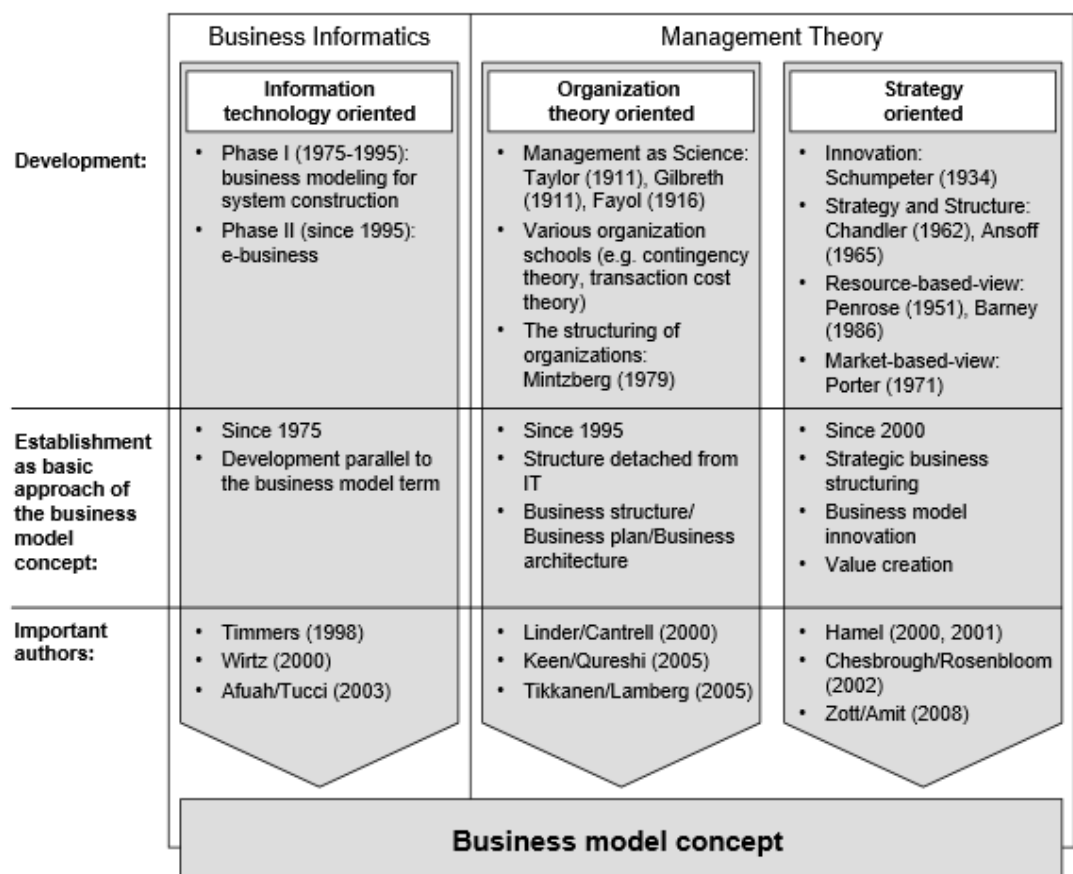 Business Informatics
Management Theory
Information
technology oriented
Organization
theory oriented
Strategy
oriented
Development:
• Phase I (1975-1995):
business modeling for
system construction
• Phase II (since 1995):
e-business
• Management as Science:
Taylor (1911), Gilbreth
(1911), Fayol (1916)
• Various organization
schools (e.g. contingency
theory, transaction cost
theory)
• The structuring of
organizations:
Mintzberg (1979)
• Innovation:
Schumpeter (1934)
• Strategy and Structure:
Chandler (1962), Ansoff
(1965)
• Resource-based-view:
Penrose (1951), Barney
(1986)
• Market-based-view:
Porter (1971)
Establishment
as basic
approach of
the business
model
concept:
• Since 1975
• Development parallel to
the business model term
• Since 1995
• Structure detached from
IT
• Business structure/
Business plan/Business
architecture
• Since 2000
• Strategic business
structuring
• Business model
innovation
• Value creation
Important
authors:
• Timmers (1998)
• Wirtz (2000)
• Afuah/Tucci (2003)
• Linder/Cantrell (2000)
• Keen/Qureshi (2005)
• Tikkanen/Lamberg (2005)
• Hamel (2000, 2001)
• Chesbrough/Rosenbloom
(2002)
• Zott/Amit (2008)
Business model concept